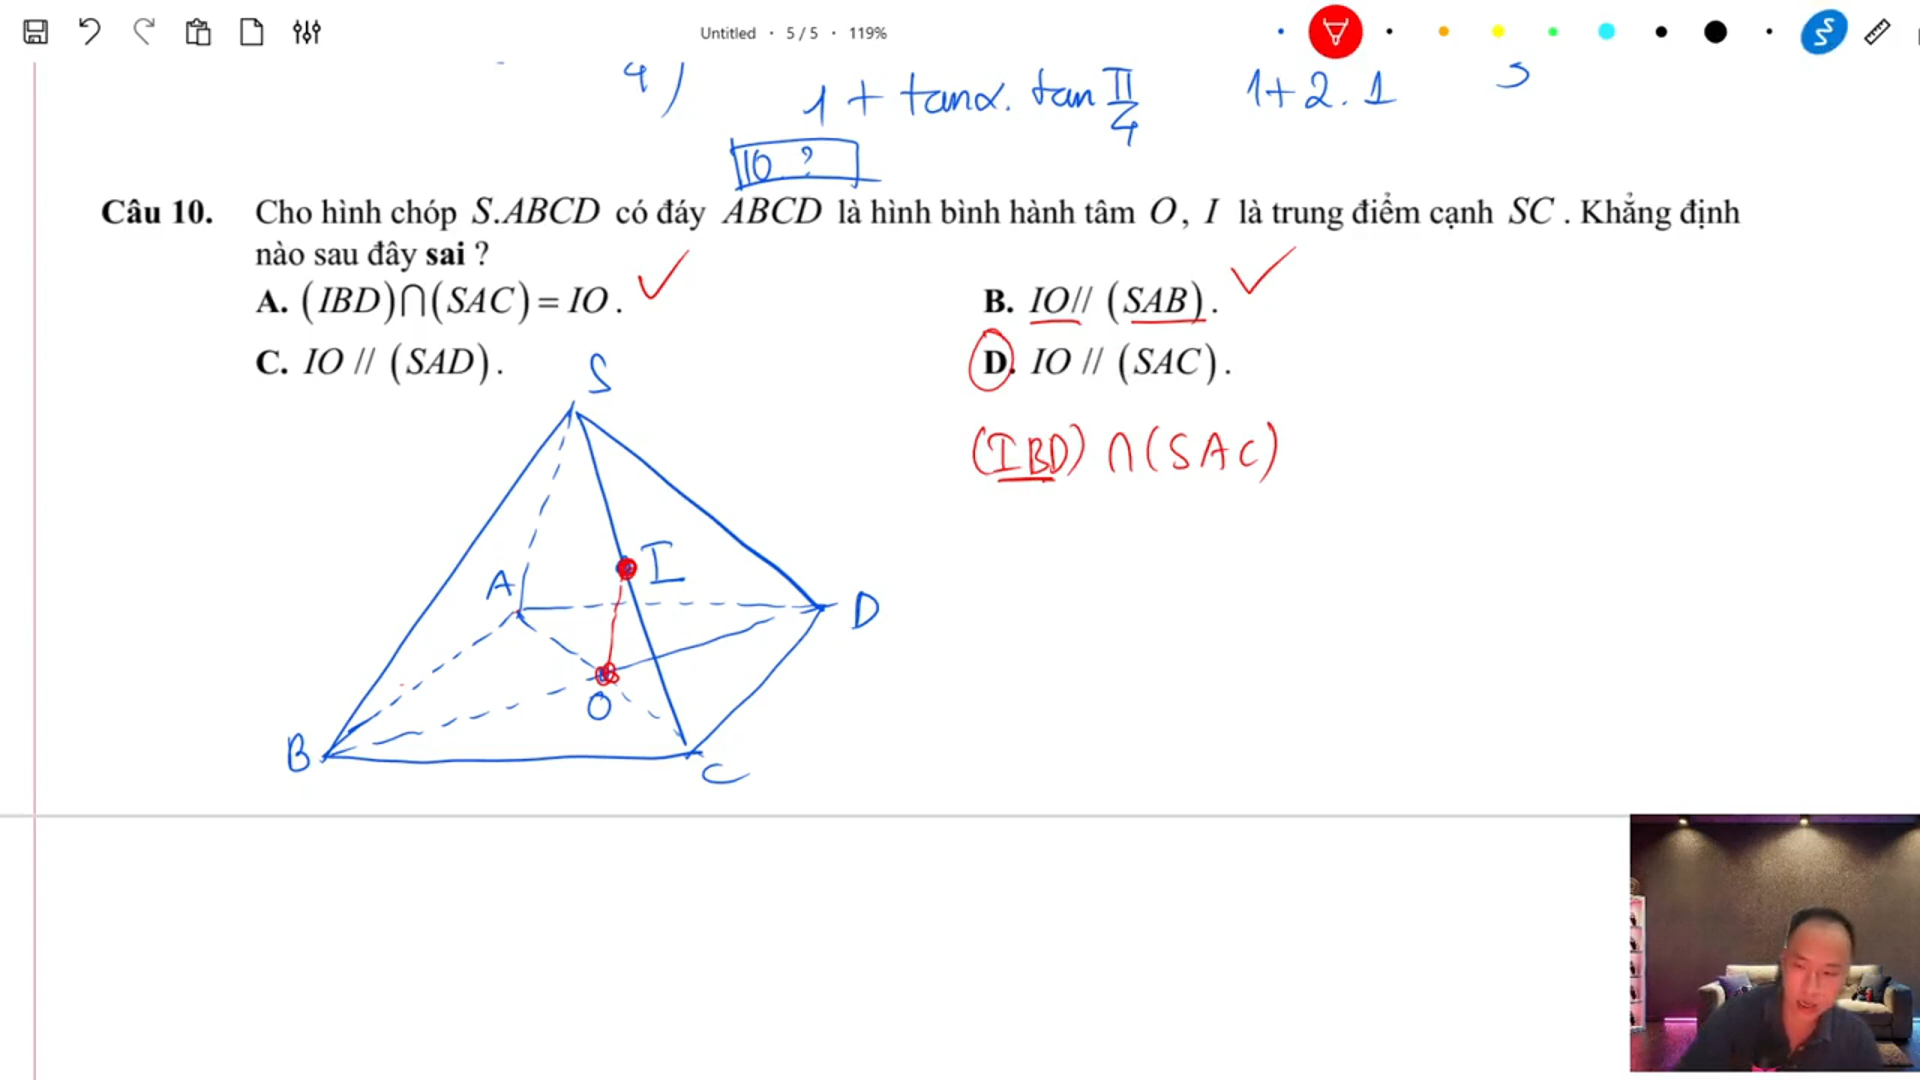 Untitled · 5 / 5 · 119%
4 )
1 + tanα. tan π/4 1+2.1
10 ?
Câu 10. Cho hình chóp S.ABCD có đáy ABCD là hình bình hành tâm O, I là trung điểm cạnh SC . Khẳng định
nào sau đây sai ?
A. (IBD)∩(SAC) = IO . B. IO// (SAB) .
C. IO // (SAD) . D. IO // (SAC) .
S
(IBD) ∩ (SAC)
I
A
D
O
B
C